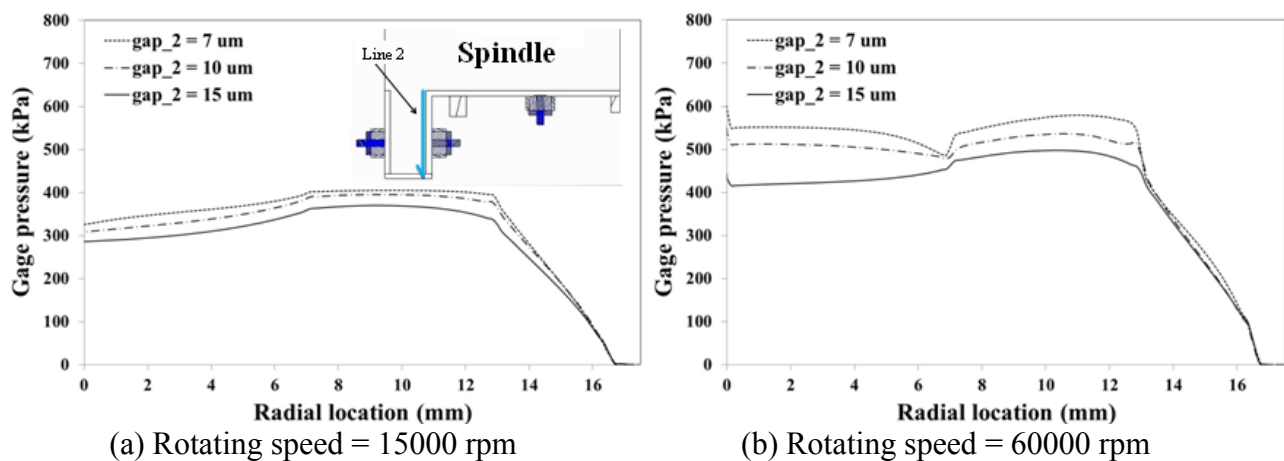 800
700
600
500
400
300
200
100
0
Gage pressure (kPa)
gap_2 = 7 um
gap_2 = 10 um
gap_2 = 15 um
Line 2
Spindle
0 2 4 6 8 10 12 14 16
Radial location (mm)
(a) Rotating speed = 15000 rpm
800
700
600
500
400
300
200
100
0
Gage pressure (kPa)
gap_2 = 7 um
gap_2 = 10 um
gap_2 = 15 um
0 2 4 6 8 10 12 14 16
Radial location (mm)
(b) Rotating speed = 60000 rpm